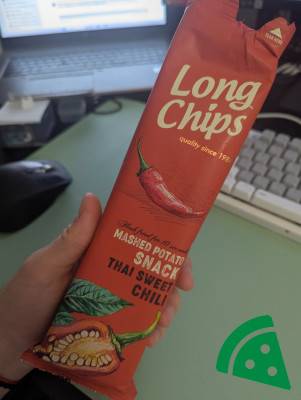 Long
Chips
quality since 19
MASHED POTATO
SNACK
THAI SWEET
CHILI